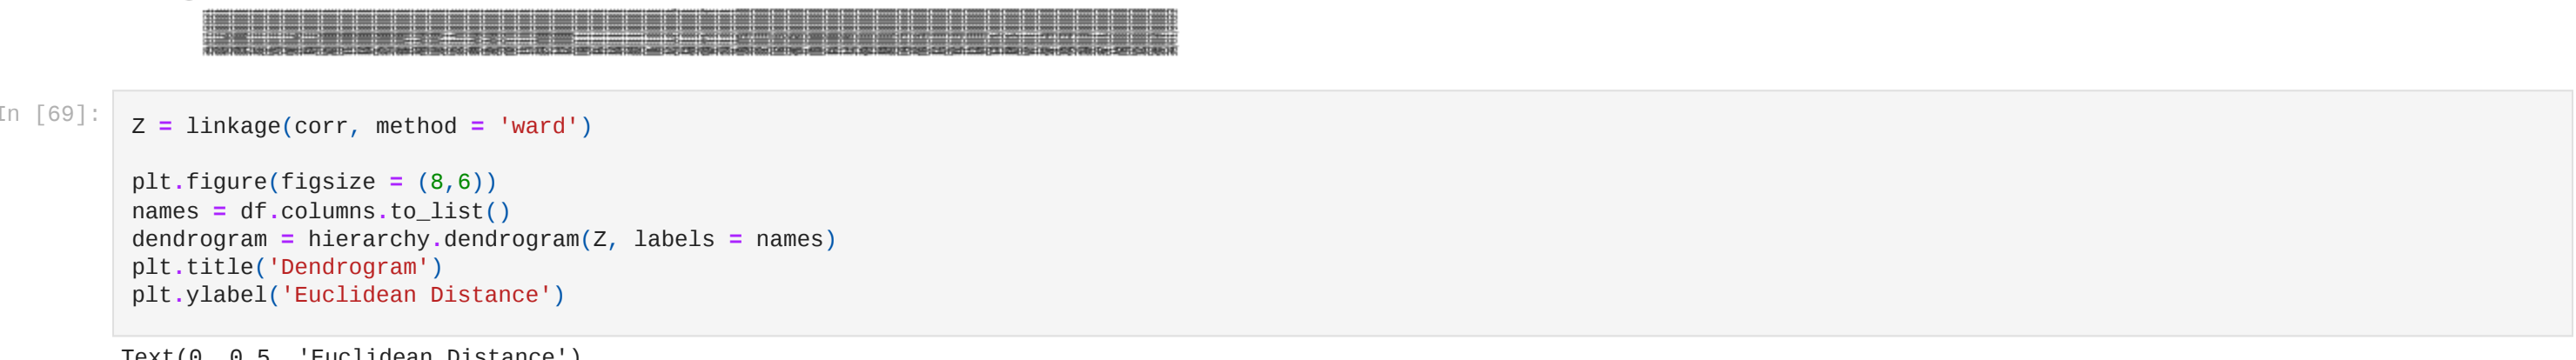 In [69]:
Z = linkage(corr, method = 'ward')
plt.figure(figsize = (8,6))
names = df.columns.to_list()
dendrogram = hierarchy.dendrogram(Z, labels = names)
plt.title('Dendrogram')
plt.ylabel('Euclidean Distance')
Text(0, 0.5, 'Euclidean Distance')